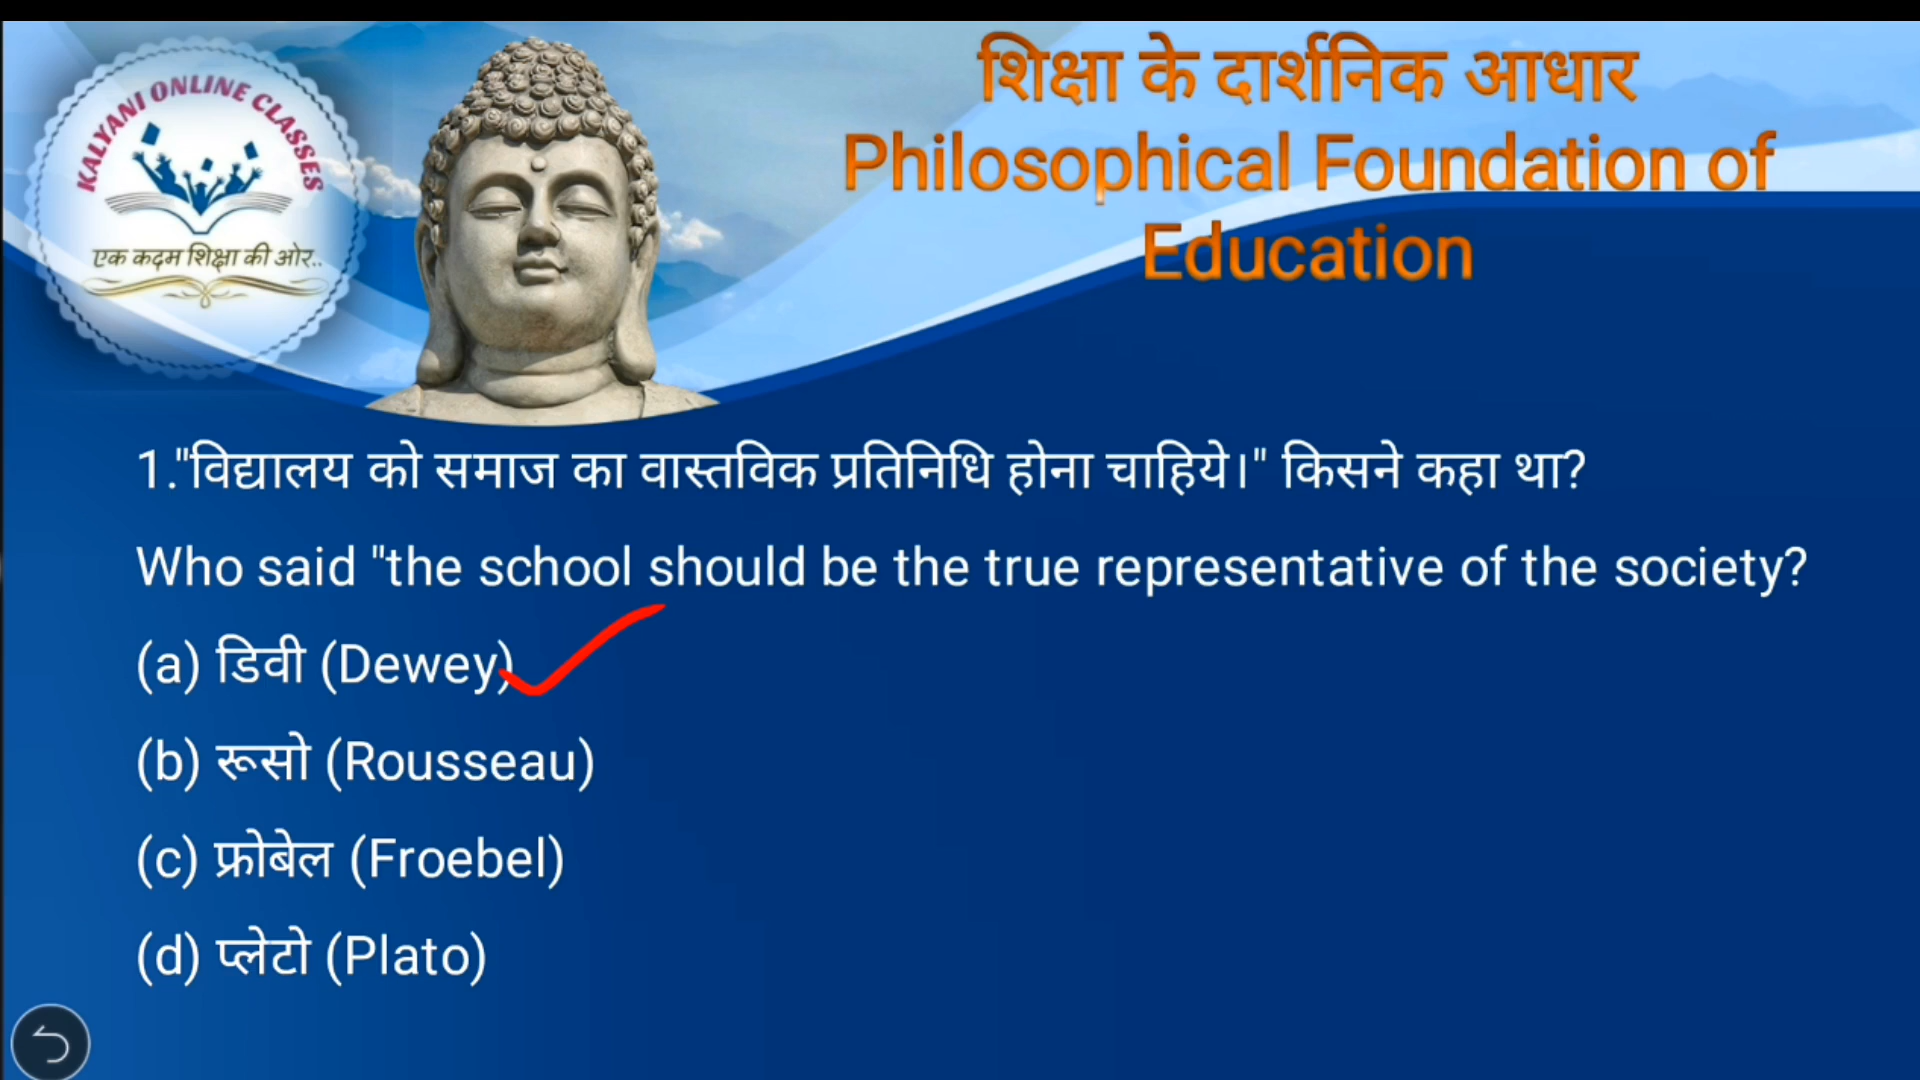 KALYANI ONLINE CLASSES
एक कदम शिक्षा की ओर..
शिक्षा के दार्शनिक आधार
Philosophical Foundation of
Education
1."विद्यालय को समाज का वास्तविक प्रतिनिधि होना चाहिये।" किसने कहा था?
Who said "the school should be the true representative of the society?
(a) डिवी (Dewey)
(b) रूसो (Rousseau)
(c) फ्रोबेल (Froebel)
(d) प्लेटो (Plato)